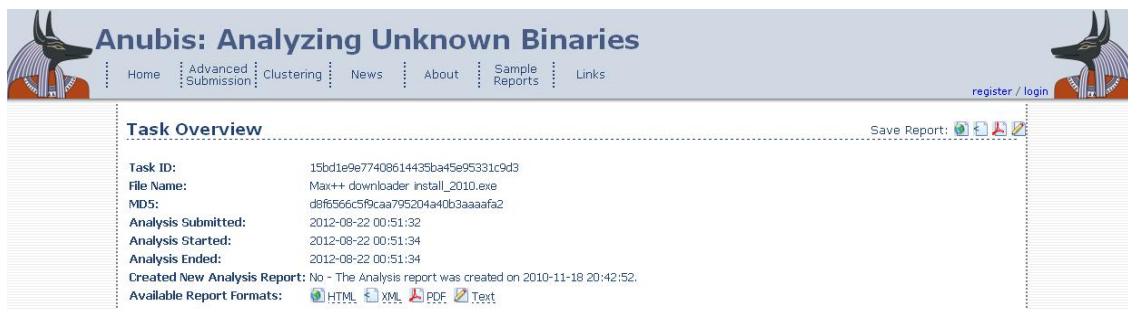 Anubis: Analyzing Unknown Binaries
Home Advanced Submission Clustering News About Sample Reports Links
register / login
Task Overview
Save Report:
Task ID: 15bd1e9e77408614435ba45e95331c9d3
File Name: Max++ downloader install_2010.exe
MD5: d8f6566c5f9caa795204a40b3aaaafa2
Analysis Submitted: 2012-08-22 00:51:32
Analysis Started: 2012-08-22 00:51:34
Analysis Ended: 2012-08-22 00:51:34
Created New Analysis Report: No - The Analysis report was created on 2010-11-18 20:42:52.
Available Report Formats: HTML XML PDF Text